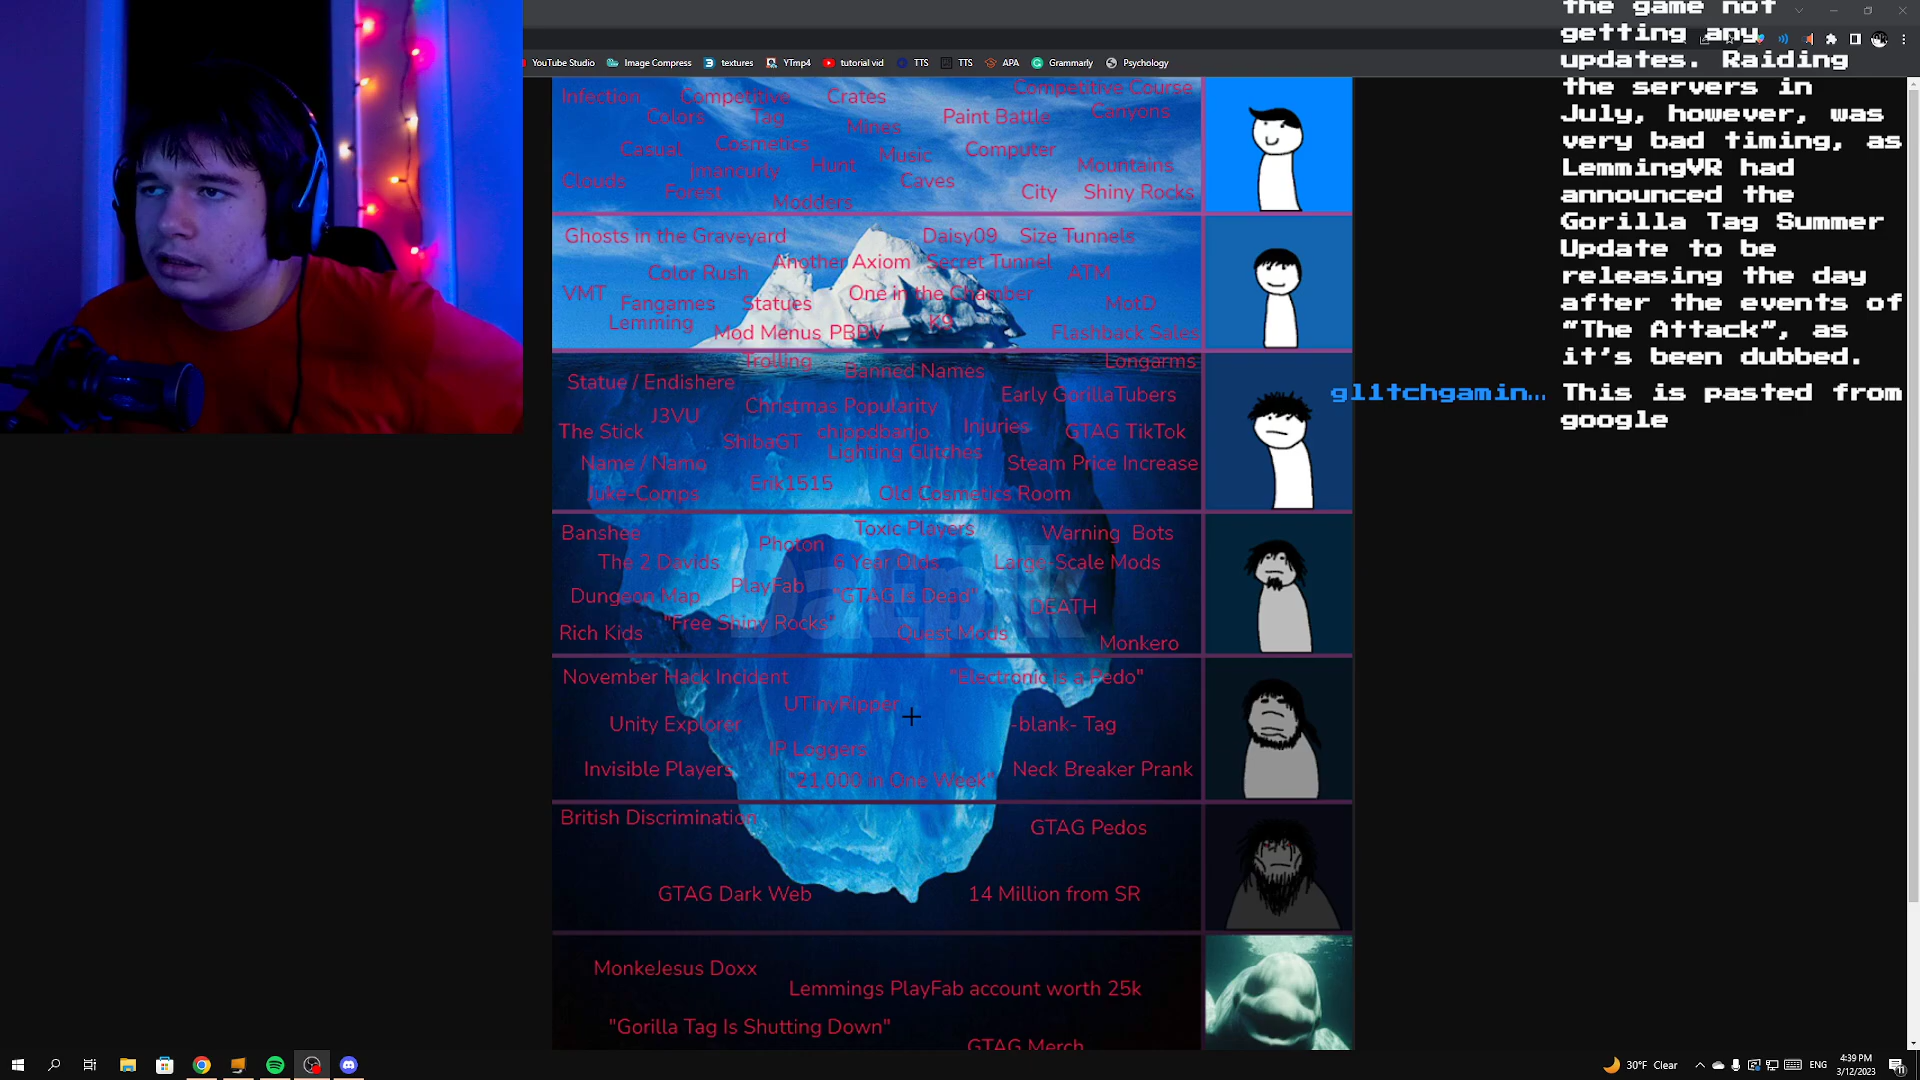 YouTube Studio Image Compress textures YTmp4 tutorial vid TTS TTS APA Grammarly Psychology
the game not
getting any
updates. Raiding
the servers in
July, however, was
very bad timing, as
LemmingVR had
announced the
Gorilla Tag Summer
Update to be
releasing the day
after the events of
"The Attack", as
it's been dubbed.
gl1tchgamin... This is pasted from
google
Infection Competitive Tag Crates Competitive Course
Colors Mines Paint Battle Canyons
Casual Cosmetics Music Computer
Clouds jmancurly Hunt Caves Mountains
Forest Modders City Shiny Rocks
Ghosts in the Graveyard Daisy09 Size Tunnels
Color Rush Another Axiom Secret Tunnel ATM
VMT Fangames Statues One in the Chamber MotD
Lemming Mod Menus PBBV K9 Flashback Sales
Trolling Banned Names Longarms
Statue / Endishere Early GorillaTubers
J3VU Christmas Popularity
The Stick ShibaGT chippdbanjo Injuries GTAG TikTok
Name / Namo Lighting Glitches Steam Price Increase
Juke-Comps Erik1515 Old Cosmetics Room
Banshee Photon Toxic Players Warning Bots
The 2 Davids 6 Year Olds Large-Scale Mods
Dungeon Map PlayFab "GTAG Is Dead" DEATH
Rich Kids "Free Shiny Rocks" Quest Mods Monkero
November Hack Incident "Electronic is a Pedo"
UTinyRipper
Unity Explorer -blank- Tag
IP Loggers
Invisible Players "21,000 in One Week" Neck Breaker Prank
British Discrimination GTAG Pedos
GTAG Dark Web 14 Million from SR
MonkeJesus Doxx
Lemmings PlayFab account worth 25k
"Gorilla Tag Is Shutting Down"
GTAG Merch
30°F Clear ENG 4:39 PM
3/12/2023